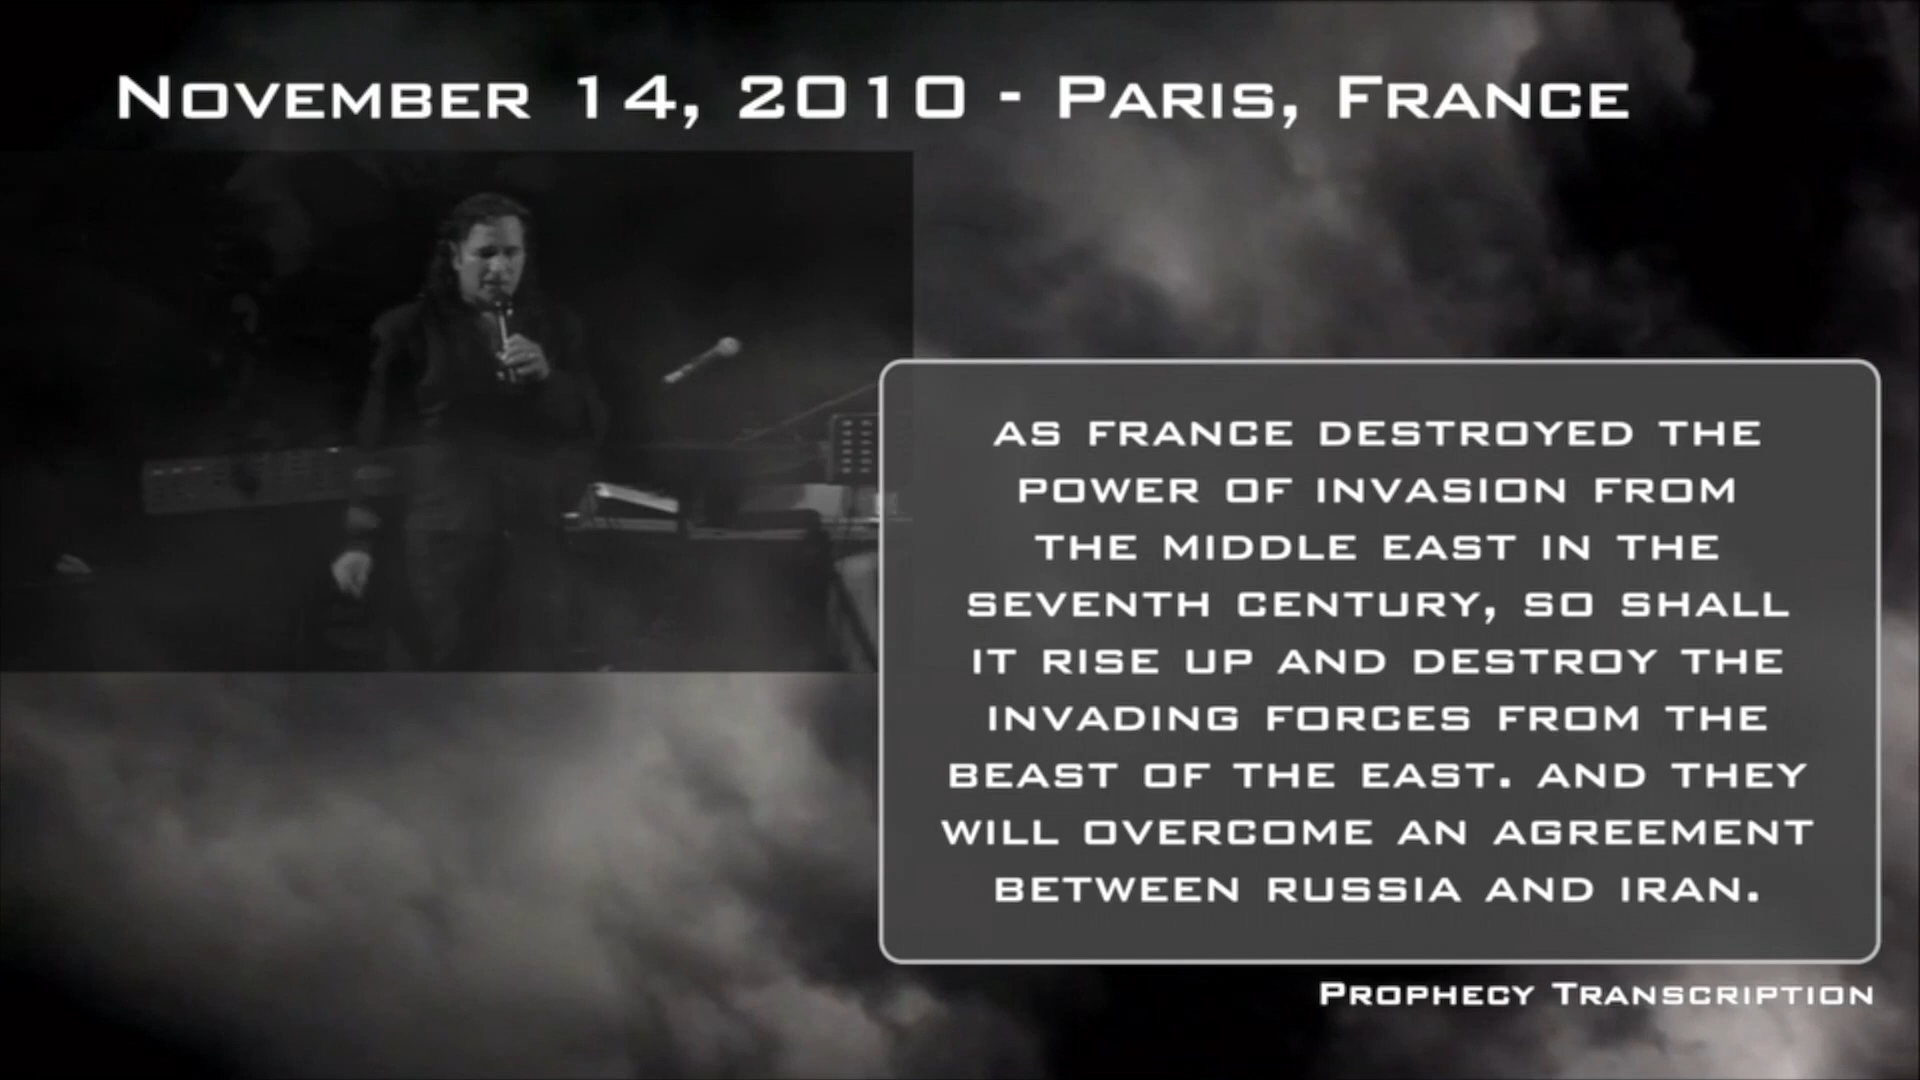 November 14, 2010 - Paris, France
AS FRANCE DESTROYED THE
POWER OF INVASION FROM
THE MIDDLE EAST IN THE
SEVENTH CENTURY, SO SHALL
IT RISE UP AND DESTROY THE
INVADING FORCES FROM THE
BEAST OF THE EAST. AND THEY
WILL OVERCOME AN AGREEMENT
BETWEEN RUSSIA AND IRAN.
Prophecy Transcription